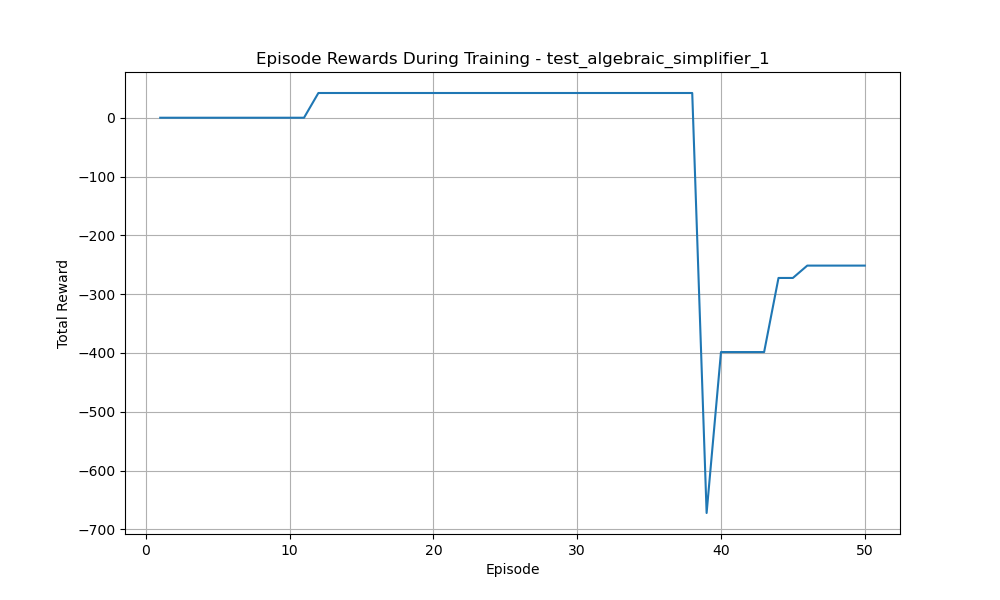 Episode Rewards During Training - test_algebraic_simplifier_1
Total Reward
0
−100
−200
−300
−400
−500
−600
−700
0 10 20 30 40 50
Episode